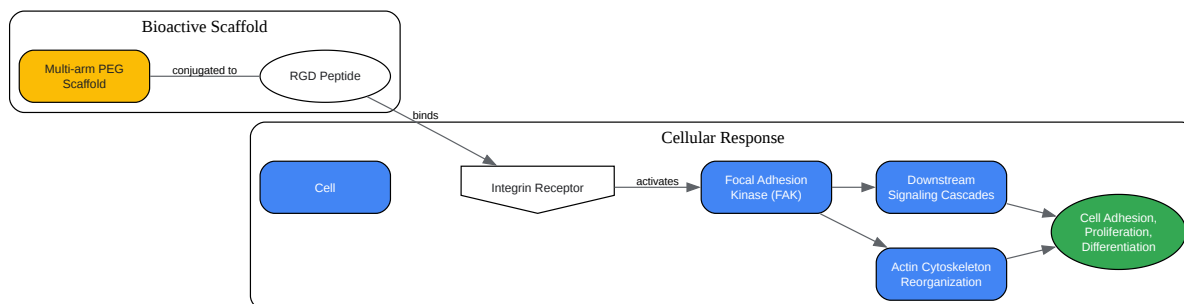 Bioactive Scaffold
Multi-arm PEG
Scaffold
conjugated to
RGD Peptide
binds
Cellular Response
Cell
Integrin Receptor
activates
Focal Adhesion
Kinase (FAK)
Downstream
Signaling Cascades
Actin Cytoskeleton
Reorganization
Cell Adhesion,
Proliferation,
Differentiation